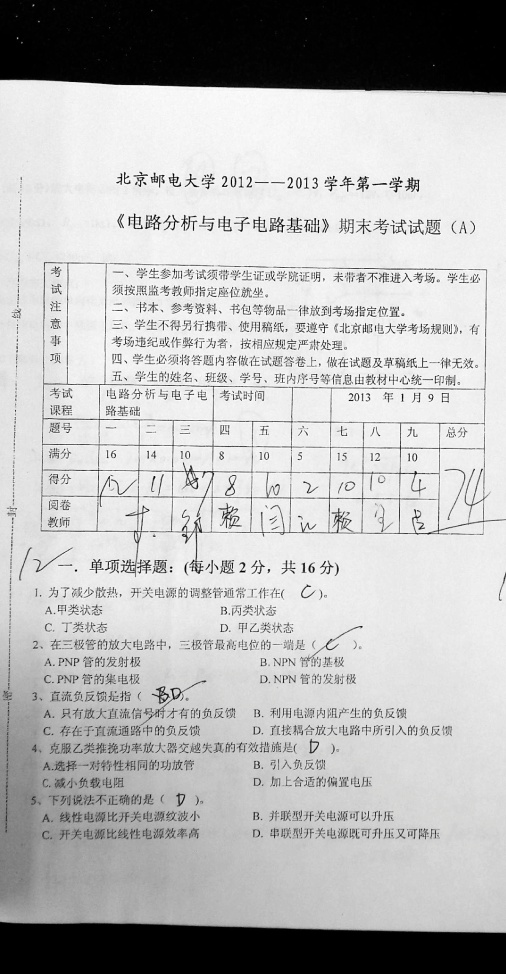 北京邮电大学2012——2013学年第一学期
《电路分析与电子电路基础》期末考试试题（A）
考试注意事项
一、学生参加考试须带学生证或学院证明，未带者不准进入考场。学生必
须按照监考教师指定座位就坐。
二、书本、参考资料、书包等物品一律放到考场指定位置。
三、学生不得另行携带、使用稿纸，要遵守《北京邮电大学考场规则》，有
考场违纪或作弊行为者，按相应规定严肃处理。
四、学生必须将答题内容做在试题答卷上，做在试题及草稿纸上一律无效。
五、学生的姓名、班级、学号、班内序号等信息由教材中心统一印制。
考试 电路分析与电子电 考试时间 2013 年 1 月 9 日
课程 路基础
题号 一 二 三 四 五 六 七 八 九 总分
满分 16 14 10 8 10 5 15 12 10
得分 12 11 7 8 10 2 10 10 4 74
阅卷
教师 赖 闫 赖
12 一．单项选择题：(每小题 2 分，共 16 分)
1. 为了减少散热，开关电源的调整管通常工作在( C )。
A.甲类状态 B.丙类状态
C. 丁类状态 D. 甲乙类状态
2、在三极管的放大电路中，三极管最高电位的一端是（ C ）。
A. PNP 管的发射极 B. NPN 管的基极
C. PNP 管的集电极 D. NPN 管的发射极
3、直流负反馈是指（ BD ）。
A. 只有放大直流信号时才有的负反馈 B. 利用电源内阻产生的负反馈
C. 存在于直流通路中的负反馈 D. 直接耦合放大电路中所引入的负反馈
4、克服乙类推挽功率放大器交越失真的有效措施是( D )。
A.选择一对特性相同的功放管 B. 引入负反馈
C. 减小负载电阻 D. 加上合适的偏置电压
5、下列说法不正确的是（ D ）。
A. 线性电源比开关电源纹波小 B. 并联型开关电源可以升压
C. 开关电源比线性电源效率高 D. 串联型开关电源既可升压又可降压
级
封
密